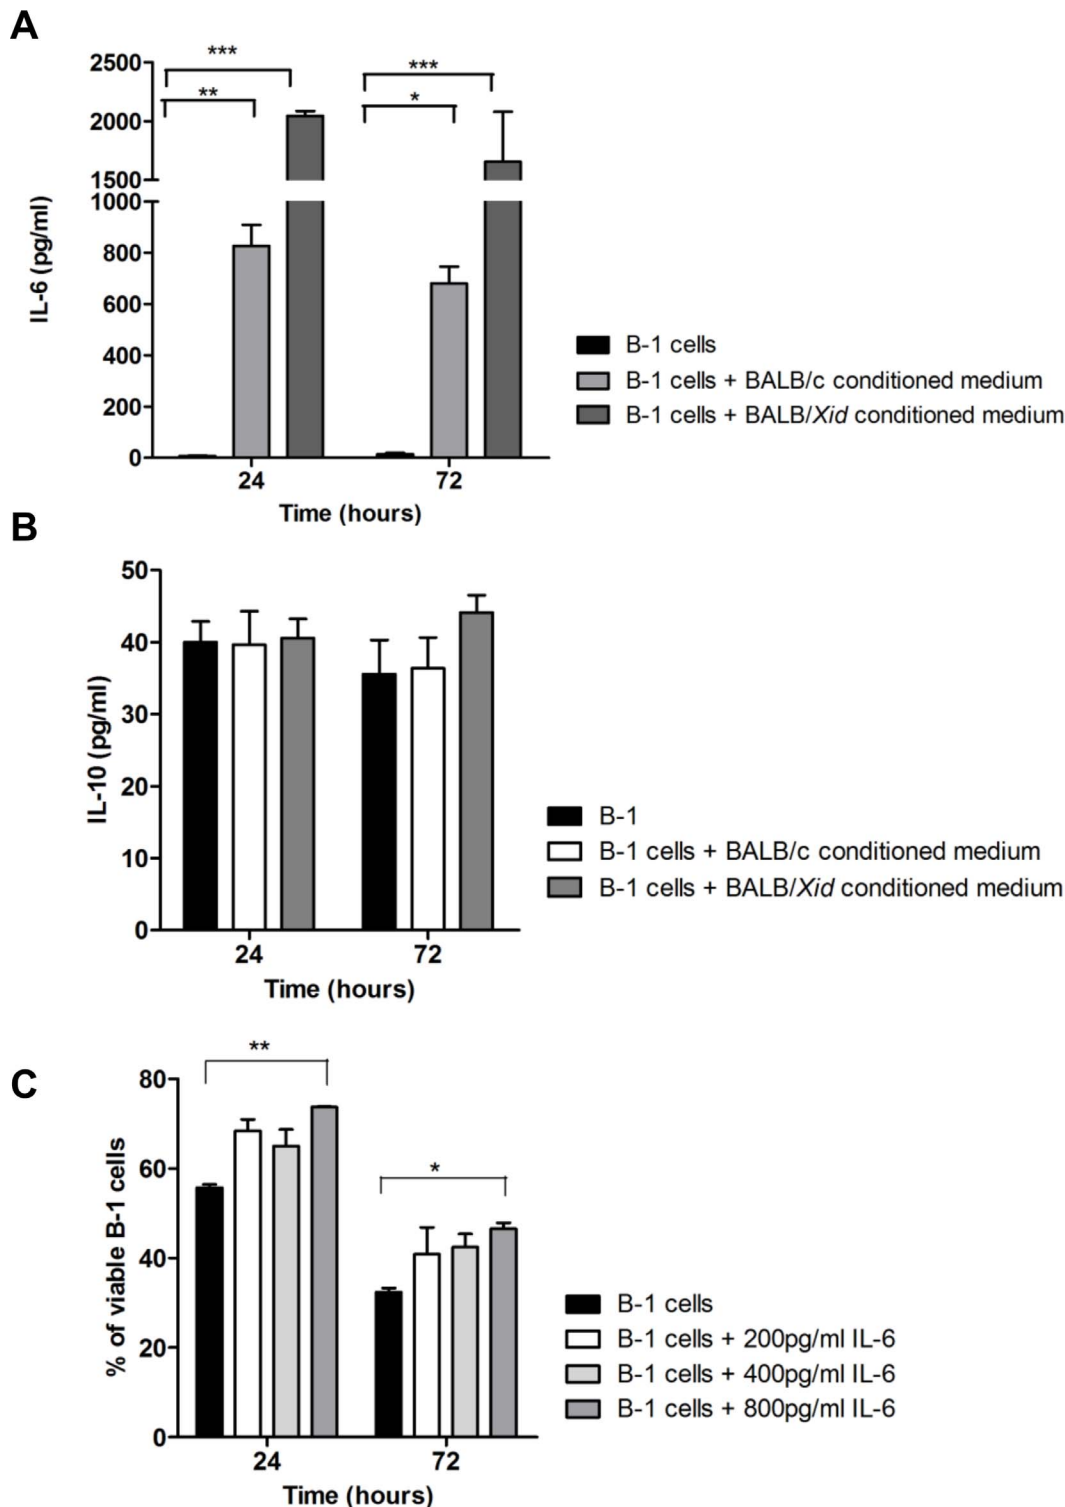 A
***
***
2500
**
*
2000
1500
1000
800
600
400
200
0
IL-6 (pg/ml)
24
72
Time (hours)
B-1 cells
B-1 cells + BALB/c conditioned medium
B-1 cells + BALB/Xid conditioned medium
B
50
40
30
20
10
0
IL-10 (pg/ml)
24
72
Time (hours)
B-1
B-1 cells + BALB/c conditioned medium
B-1 cells + BALB/Xid conditioned medium
C
**
*
80
60
40
20
0
% of viable B-1 cells
24
72
Time (hours)
B-1 cells
B-1 cells + 200pg/ml IL-6
B-1 cells + 400pg/ml IL-6
B-1 cells + 800pg/ml IL-6